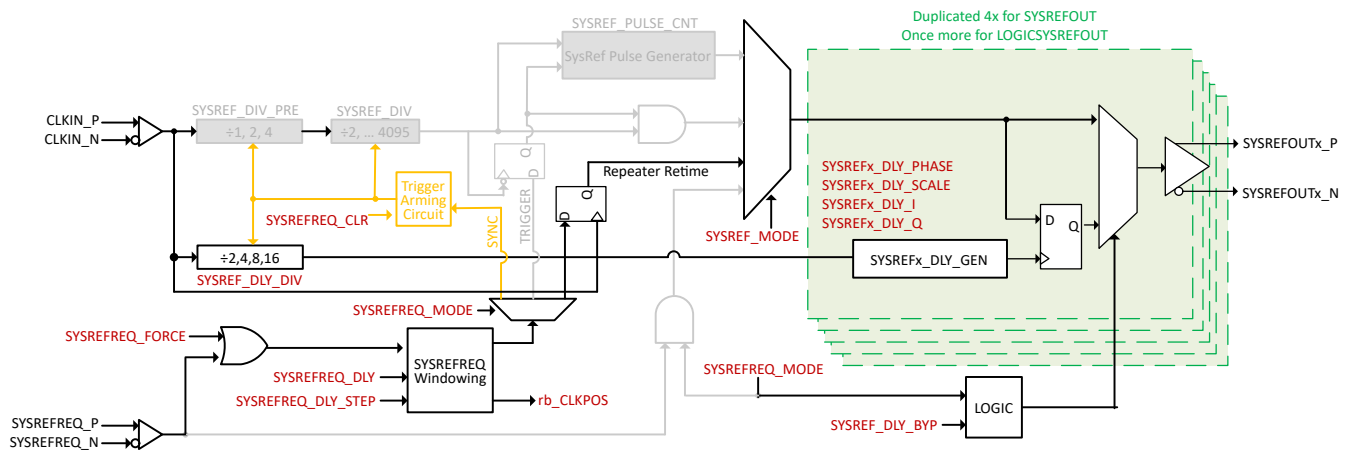 Duplicated 4x for SYSREFOUT
Once more for LOGICSYSREFOUT
SYSREF_PULSE_CNT
SysRef Pulse Generator
SYSREF_DIV_PRE
SYSREF_DIV
CLKIN_P
CLKIN_N
÷1, 2, 4
÷2, ... 4095
Q
D
TRIGGER
SYNC
Trigger
Arming
Circuit
SYSREFREQ_CLR
Repeater Retime
D
Q
SYSREF_MODE
SYSREFx_DLY_PHASE
SYSREFx_DLY_SCALE
SYSREFx_DLY_I
SYSREFx_DLY_Q
SYSREFOUTx_P
SYSREFOUTx_N
D
Q
÷2,4,8,16
SYSREF_DLY_DIV
SYSREFx_DLY_GEN
SYSREFREQ_MODE
SYSREFREQ_FORCE
SYSREFREQ
Windowing
SYSREFREQ_DLY
SYSREFREQ_DLY_STEP
rb_CLKPOS
SYSREFREQ_MODE
LOGIC
SYSREF_DLY_BYP
SYSREFREQ_P
SYSREFREQ_N